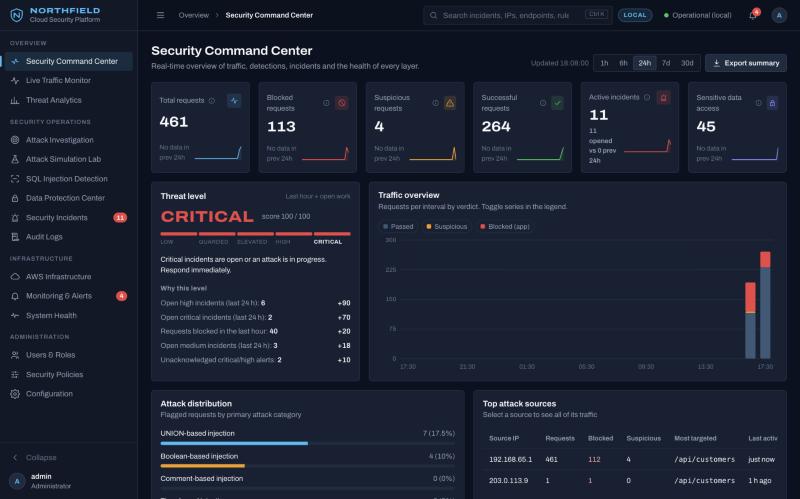 NORTHFIELD
Cloud Security Platform
Overview > Security Command Center
Search incidents, IPs, endpoints, rule
Ctrl K
LOCAL
Operational (local)
4
A
OVERVIEW
Security Command Center
Live Traffic Monitor
Threat Analytics
SECURITY OPERATIONS
Attack Investigation
Attack Simulation Lab
SQL Injection Detection
Data Protection Center
Security Incidents 11
Audit Logs
INFRASTRUCTURE
AWS Infrastructure
Monitoring & Alerts 4
System Health
ADMINISTRATION
Users & Roles
Security Policies
Configuration
Collapse
A
admin
Administrator
Security Command Center
Real-time overview of traffic, detections, incidents and the health of every layer.
Updated 18:08:00
1h 6h 24h 7d 30d
Export summary
Total requests
461
No data in
prev 24h
Blocked
requests
113
No data in
prev 24h
Suspicious
requests
4
No data in
prev 24h
Successful
requests
264
No data in
prev 24h
Active incidents
11
11
opened
vs 0 prev
24h
Sensitive data
access
45
No data in
prev 24h
Threat level
Last hour + open work
CRITICAL score 100 / 100
LOW GUARDED ELEVATED HIGH CRITICAL
Critical incidents are open or an attack is in progress.
Respond immediately.
Why this level
Open high incidents (last 24 h): 6 +90
Open critical incidents (last 24 h): 2 +70
Requests blocked in the last hour: 40 +20
Open medium incidents (last 24 h): 3 +18
Unacknowledged critical/high alerts: 2 +10
Traffic overview
Requests per interval by verdict. Toggle series in the legend.
Passed Suspicious Blocked (app)
300
225
150
75
0
17:30 21:30 01:30 05:30 09:30 13:30 17:30
Attack distribution
Flagged requests by primary attack category
UNION-based injection 7 (17.5%)
Boolean-based injection 4 (10%)
Comment-based injection 0 (0%)
Top attack sources
Select a source to see all of its traffic
Source IP Requests Blocked Suspicious Most targeted Last activ
192.168.65.1 461 112 4 /api/customers just now
203.0.113.9 1 1 0 /api/customers 1 h ago